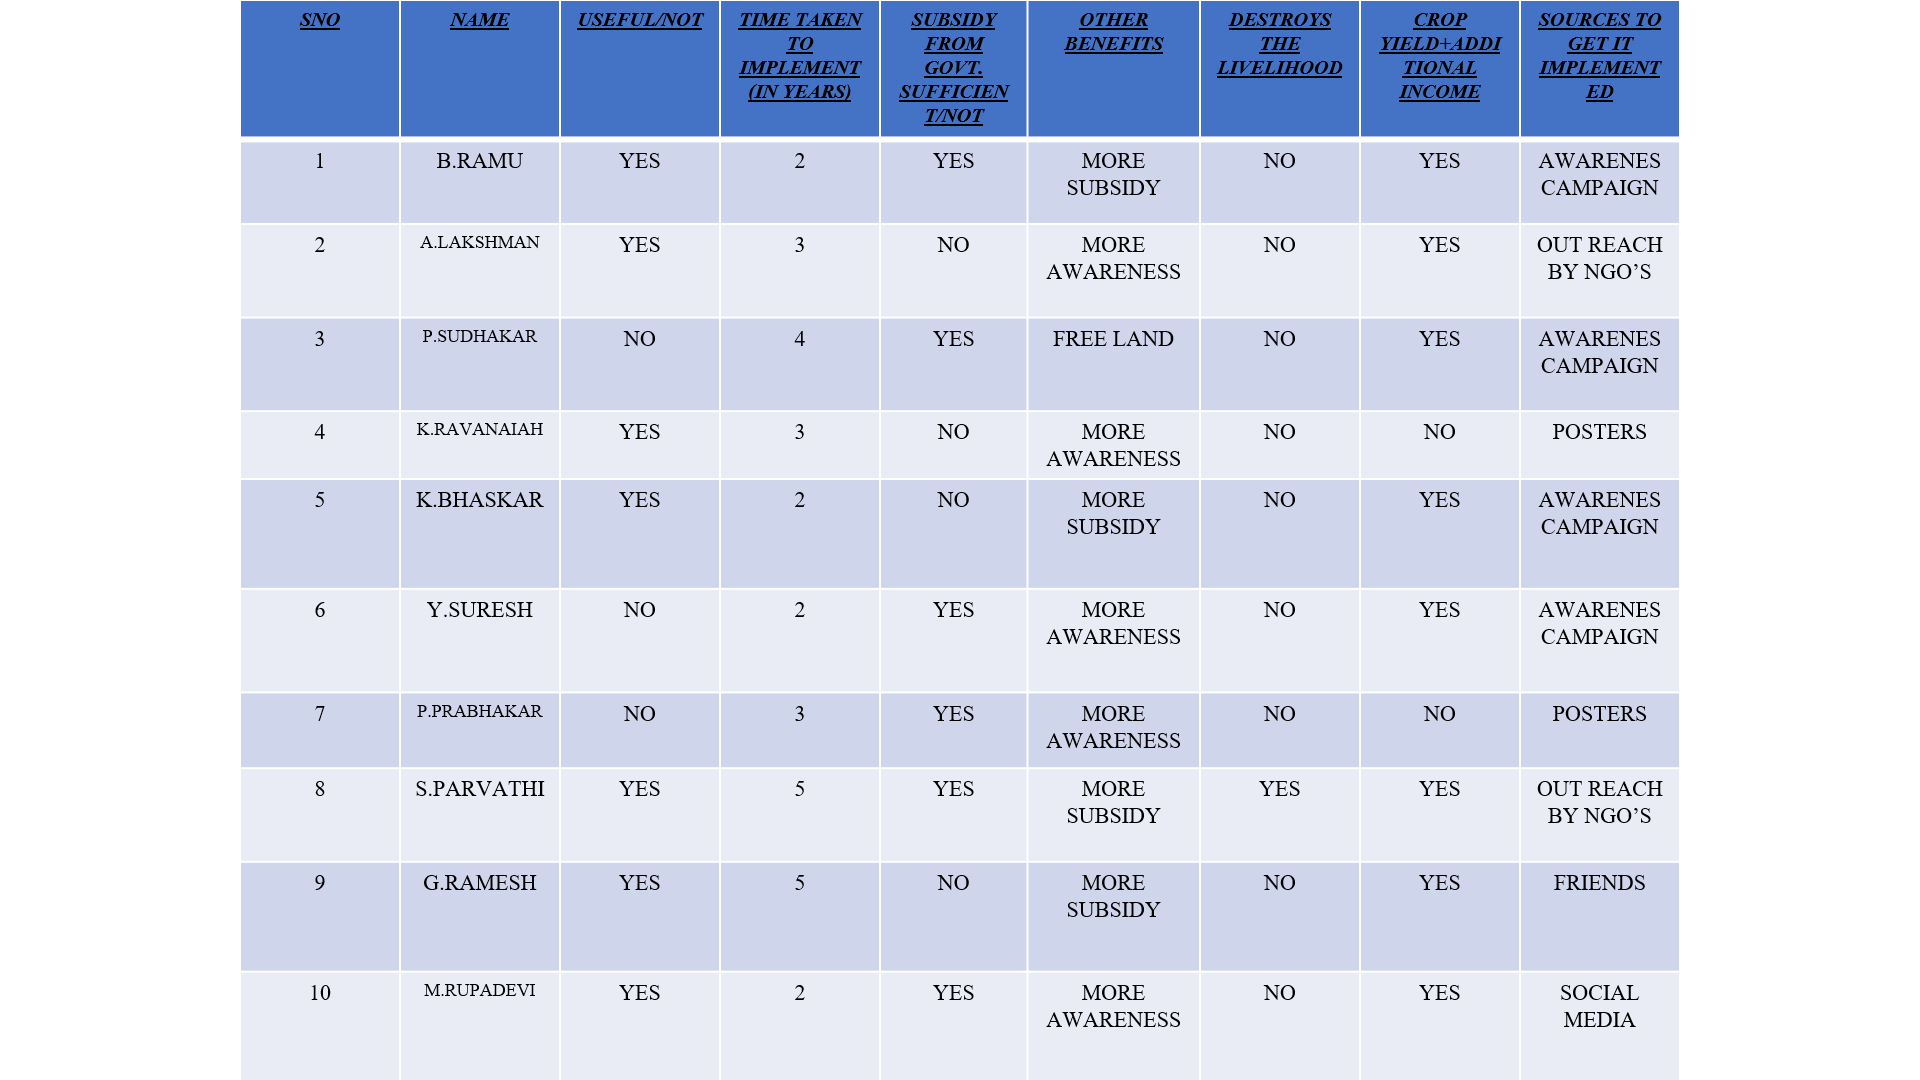 SNO
NAME
USEFUL/NOT
TIME TAKEN
TO
IMPLEMENT
(IN YEARS)
SUBSIDY
FROM
GOVT.
SUFFICIEN
T/NOT
OTHER
BENEFITS
DESTROYS
THE
LIVELIHOOD
CROP
YIELD+ADDI
TIONAL
INCOME
SOURCES TO
GET IT
IMPLEMENT
ED
1
B.RAMU
YES
2
YES
MORE
SUBSIDY
NO
YES
AWARENES
CAMPAIGN
2
A.LAKSHMAN
YES
3
NO
MORE
AWARENESS
NO
YES
OUT REACH
BY NGO’S
3
P.SUDHAKAR
NO
4
YES
FREE LAND
NO
YES
AWARENES
CAMPAIGN
4
K.RAVANAIAH
YES
3
NO
MORE
AWARENESS
NO
NO
POSTERS
5
K.BHASKAR
YES
2
NO
MORE
SUBSIDY
NO
YES
AWARENES
CAMPAIGN
6
Y.SURESH
NO
2
YES
MORE
AWARENESS
NO
YES
AWARENES
CAMPAIGN
7
P.PRABHAKAR
NO
3
YES
MORE
AWARENESS
NO
NO
POSTERS
8
S.PARVATHI
YES
5
YES
MORE
SUBSIDY
YES
YES
OUT REACH
BY NGO’S
9
G.RAMESH
YES
5
NO
MORE
SUBSIDY
NO
YES
FRIENDS
10
M.RUPADEVI
YES
2
YES
MORE
AWARENESS
NO
YES
SOCIAL
MEDIA